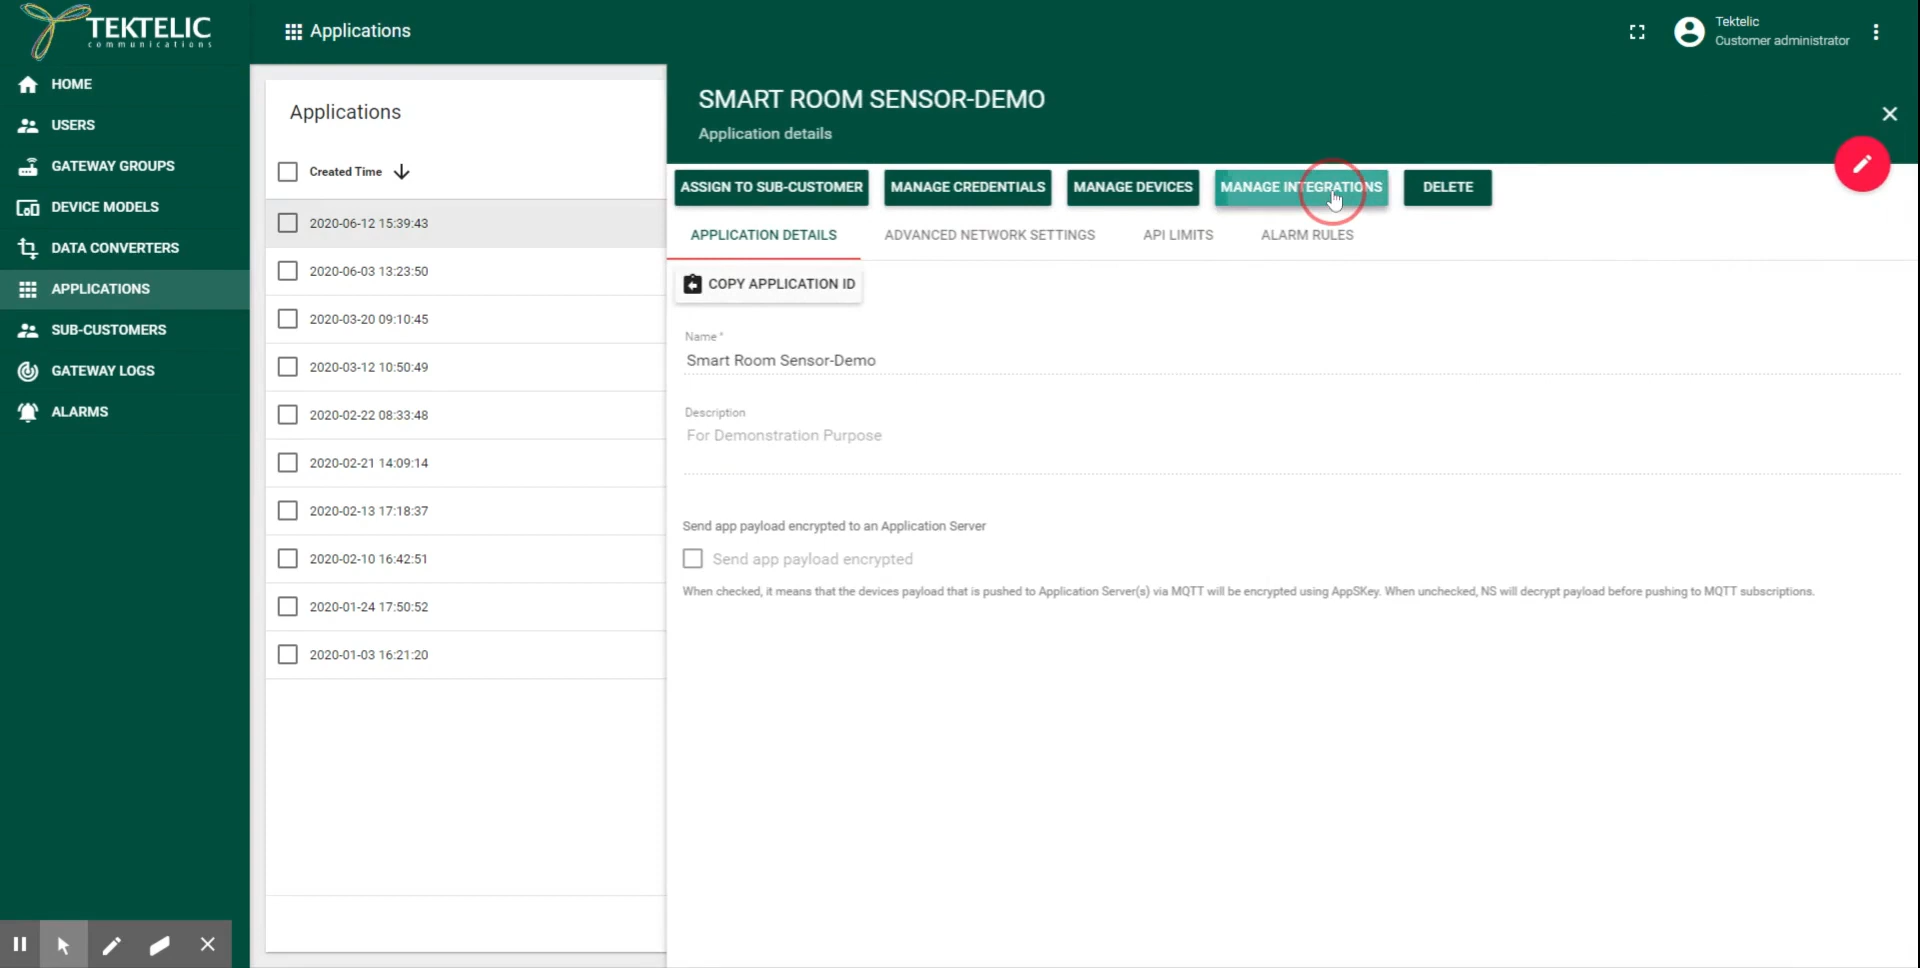 TEKTELIC
communications
Applications
Tektelic
Customer administrator
HOME
USERS
GATEWAY GROUPS
DEVICE MODELS
DATA CONVERTERS
APPLICATIONS
SUB-CUSTOMERS
GATEWAY LOGS
ALARMS
Applications
Created Time
2020-06-12 15:39:43
2020-06-03 13:23:50
2020-03-20 09:10:45
2020-03-12 10:50:49
2020-02-22 08:33:48
2020-02-21 14:09:14
2020-02-13 17:18:37
2020-02-10 16:42:51
2020-01-24 17:50:52
2020-01-03 16:21:20
SMART ROOM SENSOR-DEMO
Application details
ASSIGN TO SUB-CUSTOMER MANAGE CREDENTIALS MANAGE DEVICES MANAGE INTEGRATIONS DELETE
APPLICATION DETAILS ADVANCED NETWORK SETTINGS API LIMITS ALARM RULES
COPY APPLICATION ID
Name *
Smart Room Sensor-Demo
Description
For Demonstration Purpose
Send app payload encrypted to an Application Server
Send app payload encrypted
When checked, it means that the devices payload that is pushed to Application Server(s) via MQTT will be encrypted using AppSKey. When unchecked, NS will decrypt payload before pushing to MQTT subscriptions.